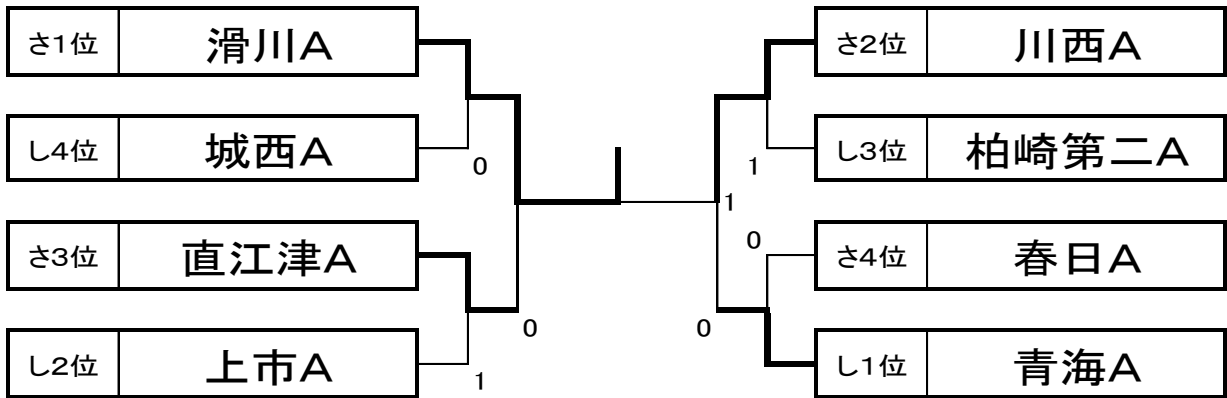 さ1位 滑川A
し4位 城西A
0
さ3位 直江津A
0
し2位 上市A
1
さ2位 川西A
し3位 柏崎第二A
1
1
0
さ4位 春日A
0
し1位 青海A